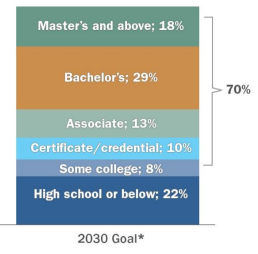 Master's and above; 18%
Bachelor's; 29%
70%
Associate; 13%
Certificate/credential; 10%
Some college; 8%
High school or below; 22%
2030 Goal*